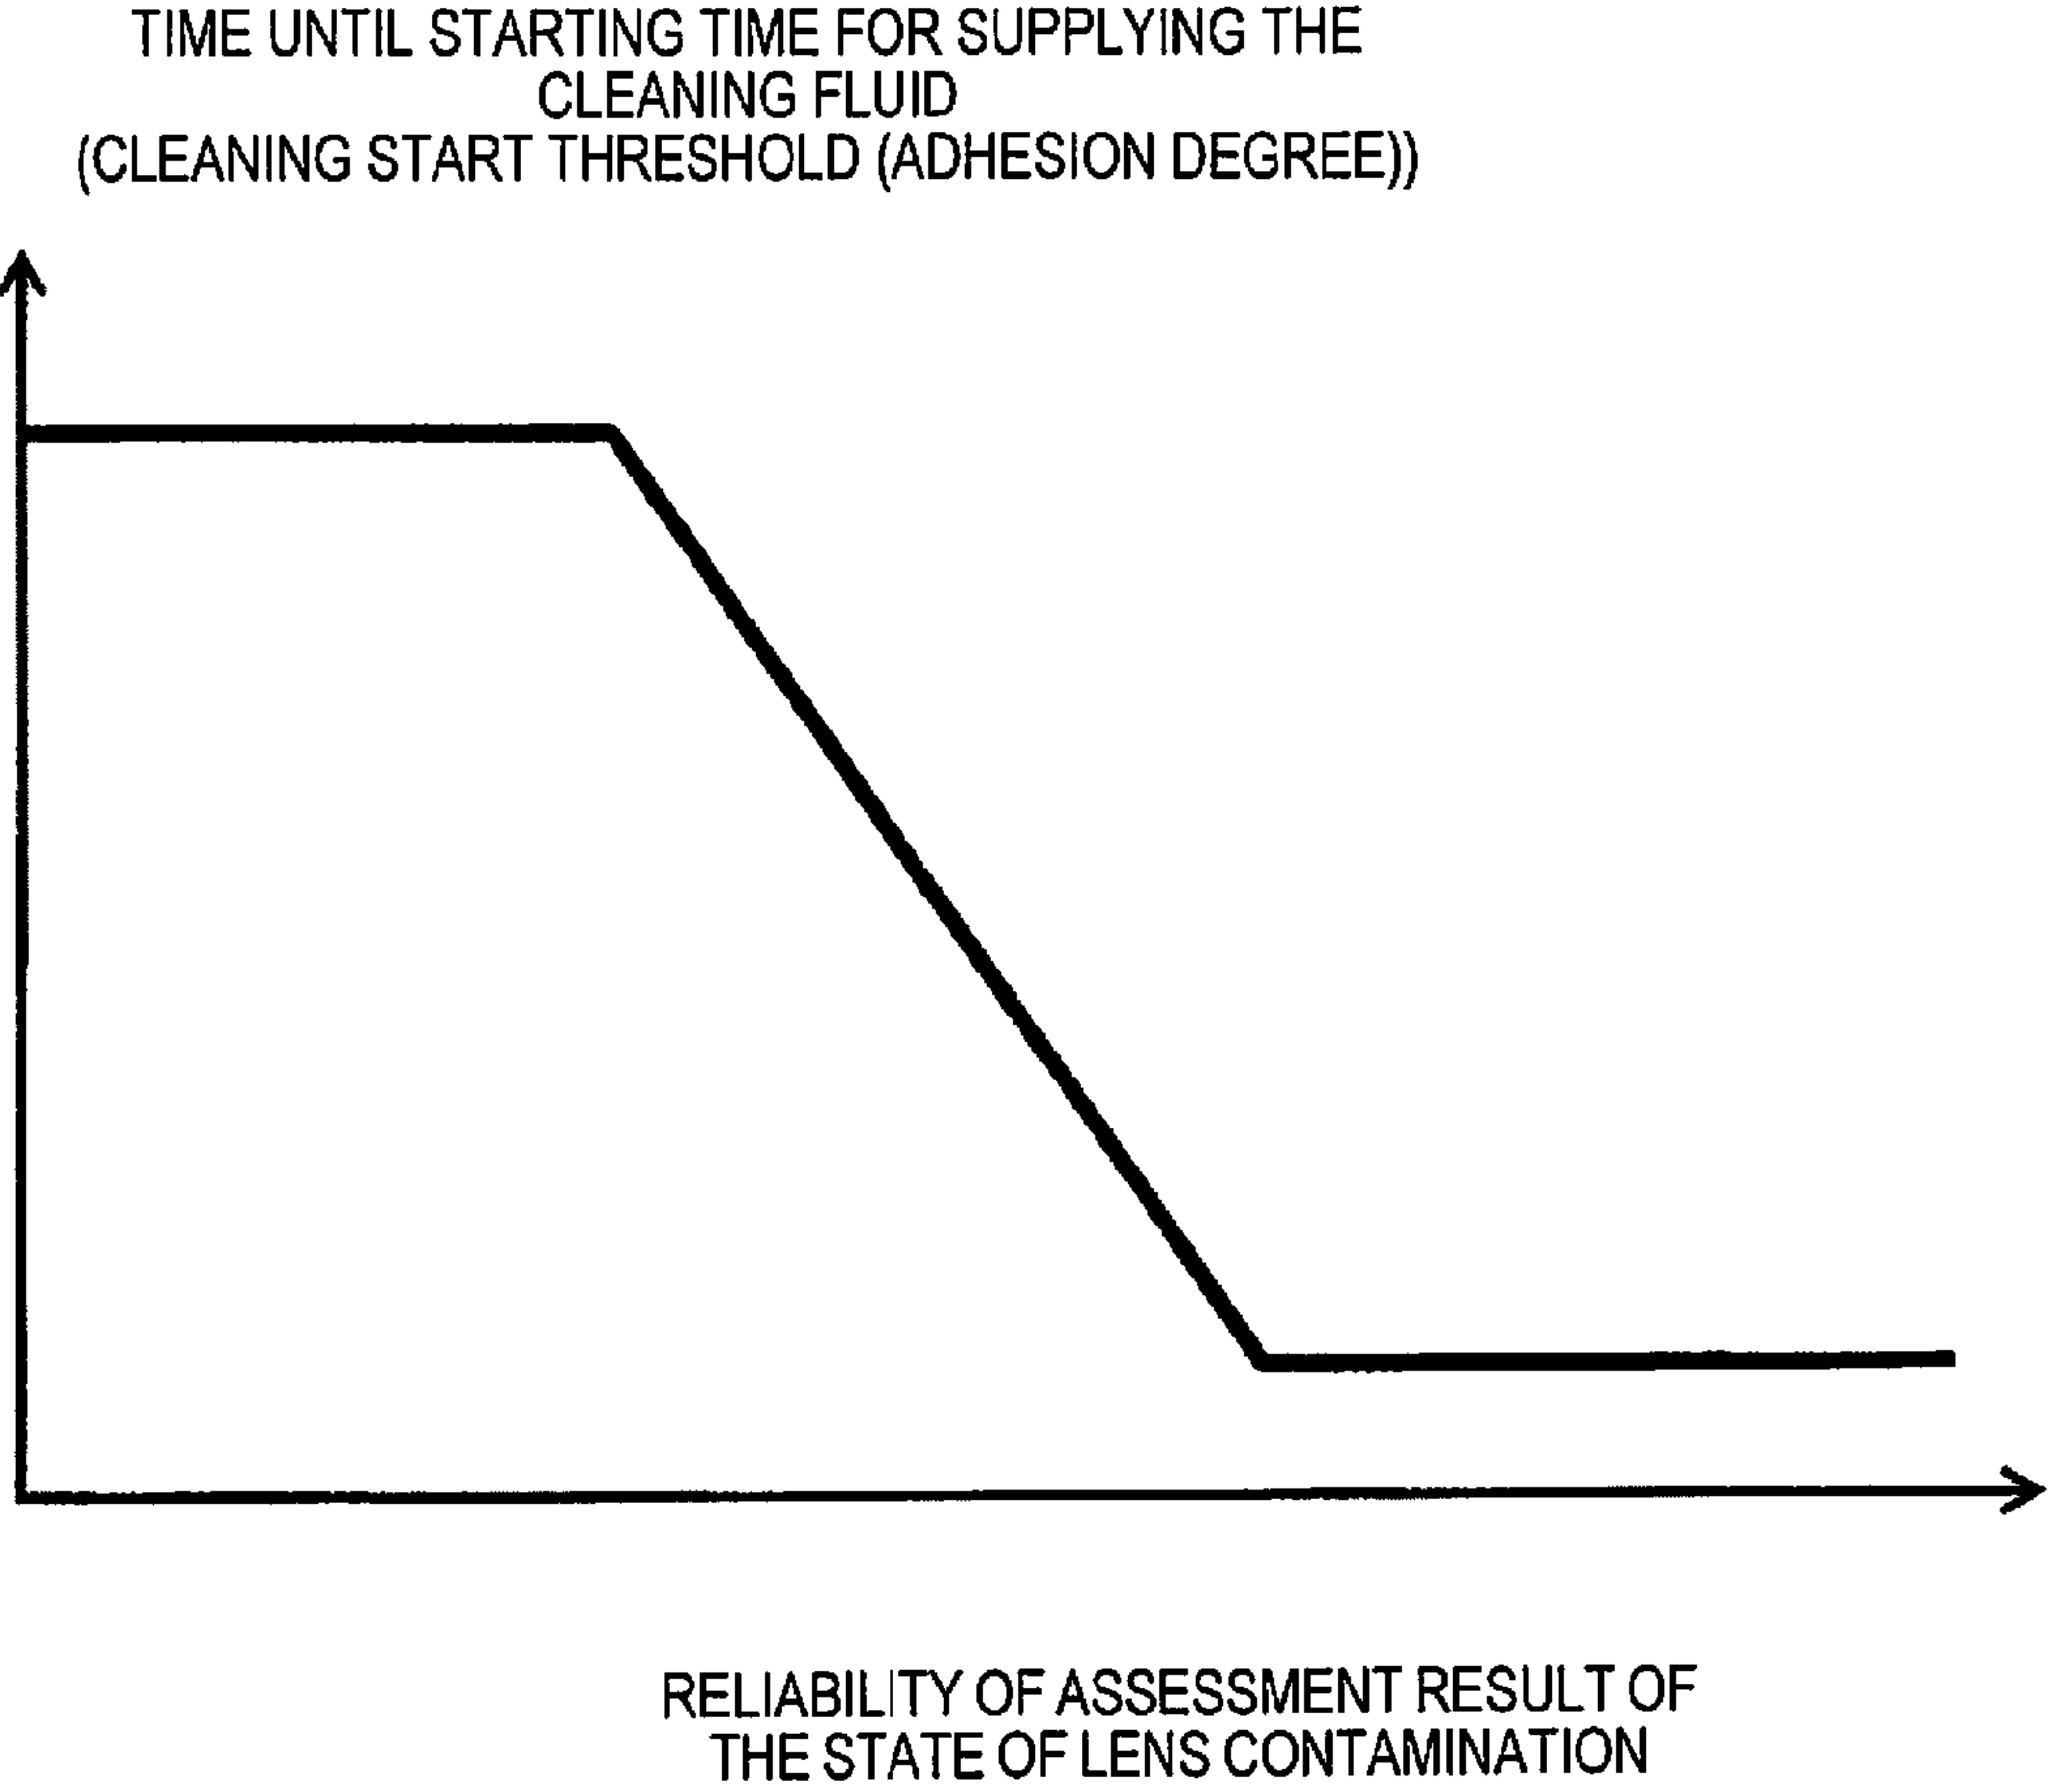 TIME UNTIL STARTING TIME FOR SUPPLYING THE
CLEANING FLUID
(CLEANING START THRESHOLD (ADHESION DEGREE))
RELIABILITY OF ASSESSMENT RESULT OF
THE STATE OF LENS CONTAMINATION